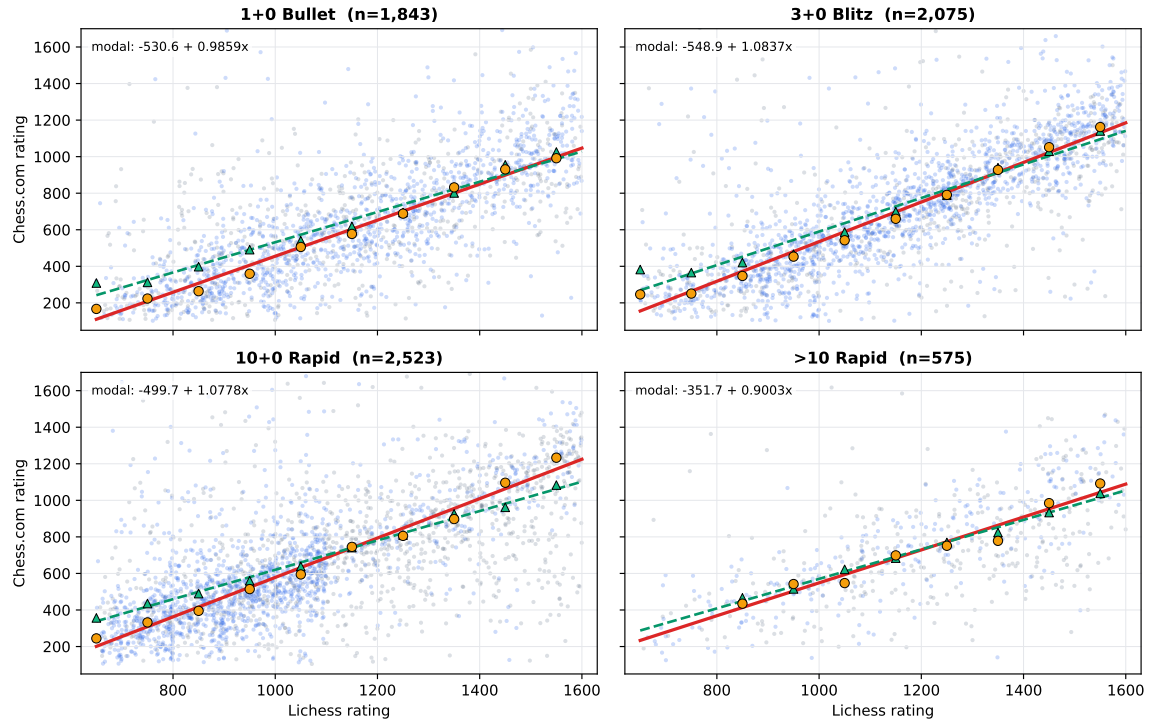 1+0 Bullet  (n=1,843)
modal: -530.6 + 0.9859x
Chess.com rating
1600
1400
1200
1000
800
600
400
200
3+0 Blitz  (n=2,075)
modal: -548.9 + 1.0837x
10+0 Rapid  (n=2,523)
modal: -499.7 + 1.0778x
Chess.com rating
1600
1400
1200
1000
800
600
400
200
800 1000 1200 1400 1600
Lichess rating
>10 Rapid  (n=575)
modal: -351.7 + 0.9003x
800 1000 1200 1400 1600
Lichess rating